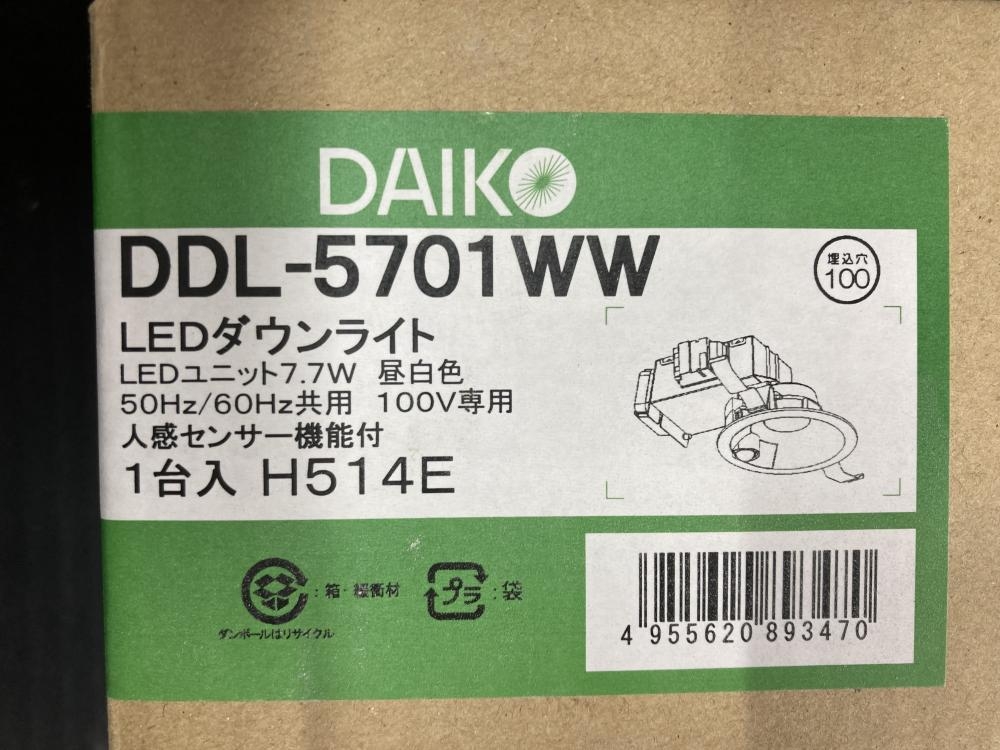 DAIKO
DDL-5701WW
埋込穴
100
LEDダウンライト
LEDユニット7.7W 昼白色
50Hz/60Hz共用 100V専用
人感センサー機能付
1台入 H514E
:箱・緩衝材
ダンボールはリサイクル
プラ
:袋
4 955620 893470